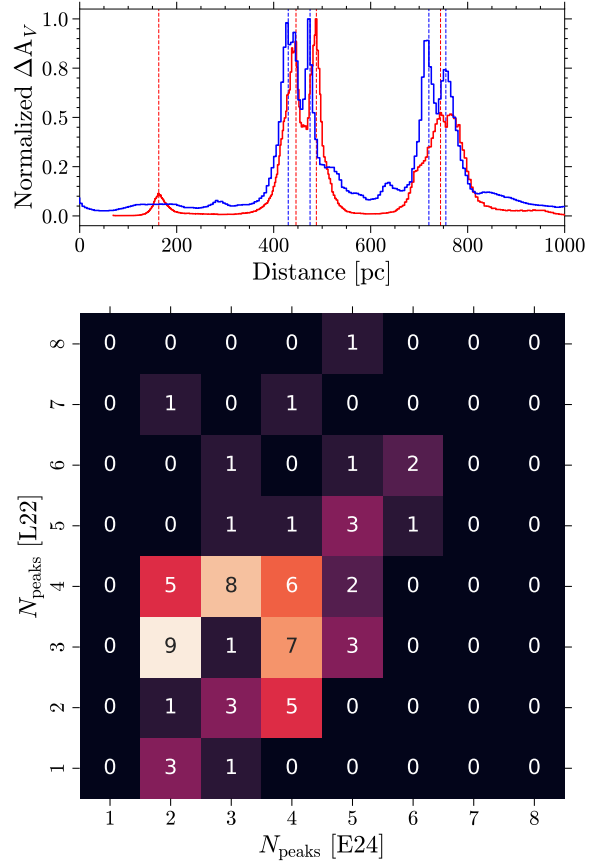 1.0
0.8
0.5
0.2
0.0
Normalized ΔA_V
0 200 400 600 800 1000
Distance [pc]
8 0 0 0 0 1 0 0 0
7 0 1 0 1 0 0 0 0
6 0 0 1 0 1 2 0 0
5 0 0 1 1 3 1 0 0
4 0 5 8 6 2 0 0 0
3 0 9 1 7 3 0 0 0
2 0 1 3 5 0 0 0 0
1 0 3 1 0 0 0 0 0
N_peaks [L22]
1 2 3 4 5 6 7 8
N_peaks [E24]